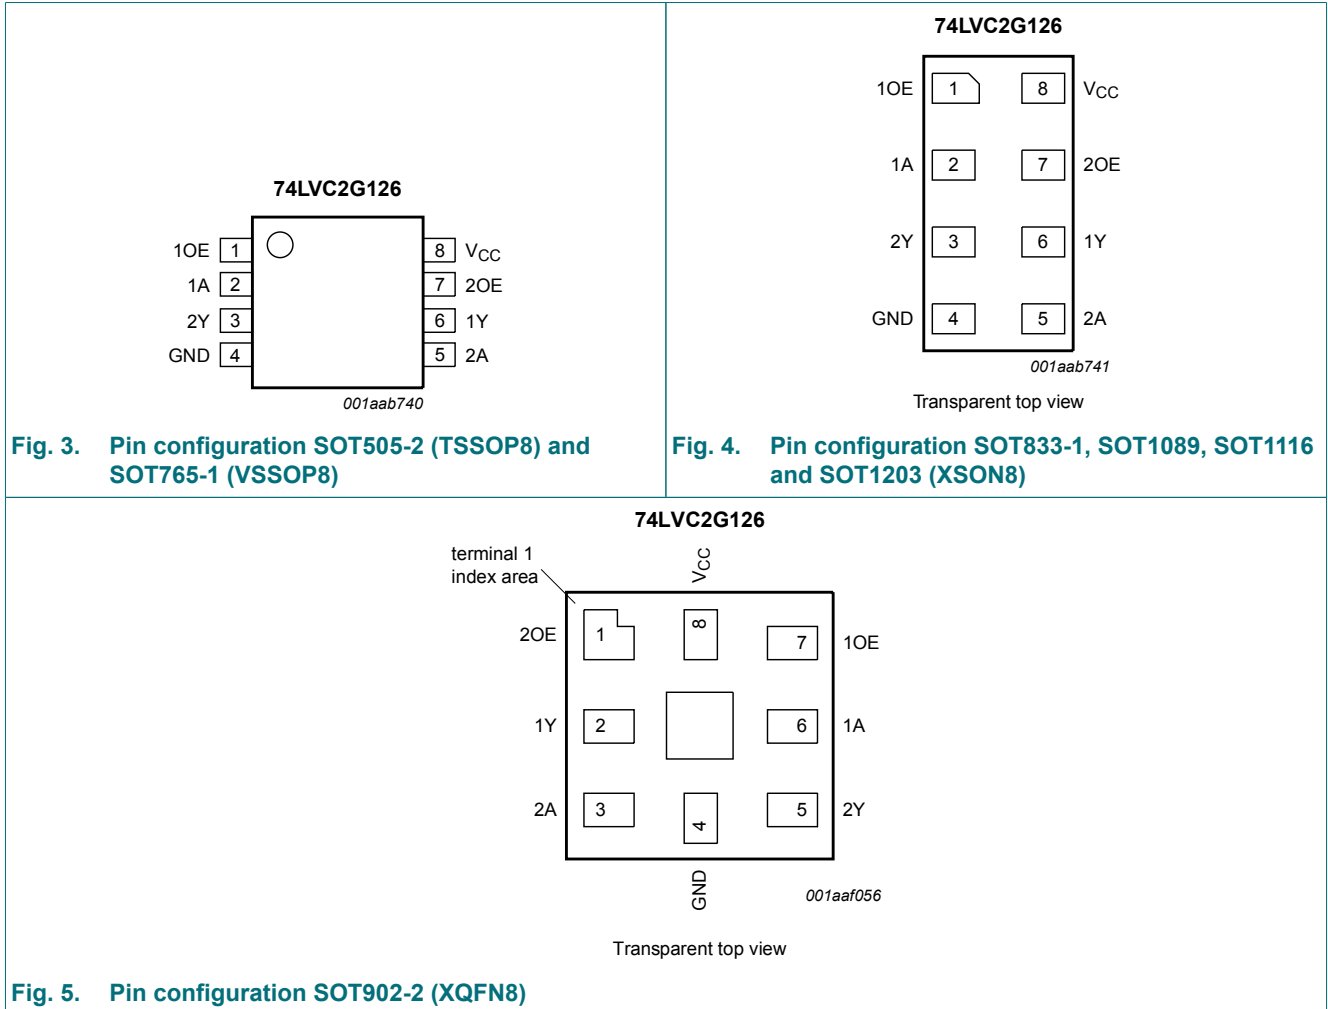 74LVC2G126
1OE 1
1A 2
2Y 3
GND 4
8 VCC
7 2OE
6 1Y
5 2A
001aab740
Fig. 3. Pin configuration SOT505-2 (TSSOP8) and
SOT765-1 (VSSOP8)
74LVC2G126
1OE 1
1A 2
2Y 3
GND 4
8 VCC
7 2OE
6 1Y
5 2A
001aab741
Transparent top view
Fig. 4. Pin configuration SOT833-1, SOT1089, SOT1116
and SOT1203 (XSON8)
74LVC2G126
terminal 1
index area
VCC
2OE 1
8
7 1OE
1Y 2
6 1A
2A 3
4
5 2Y
GND
001aaf056
Transparent top view
Fig. 5. Pin configuration SOT902-2 (XQFN8)